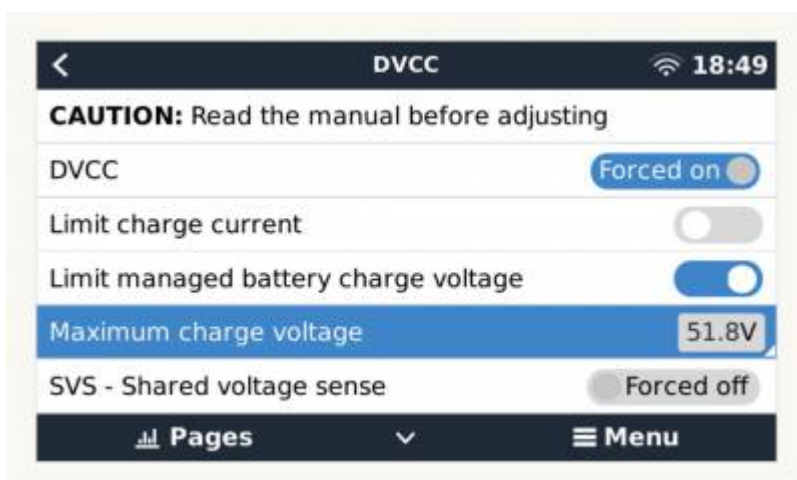 DVCC 18:49
CAUTION: Read the manual before adjusting
DVCC Forced on
Limit charge current
Limit managed battery charge voltage
Maximum charge voltage 51.8V
SVS - Shared voltage sense Forced off
Pages Menu